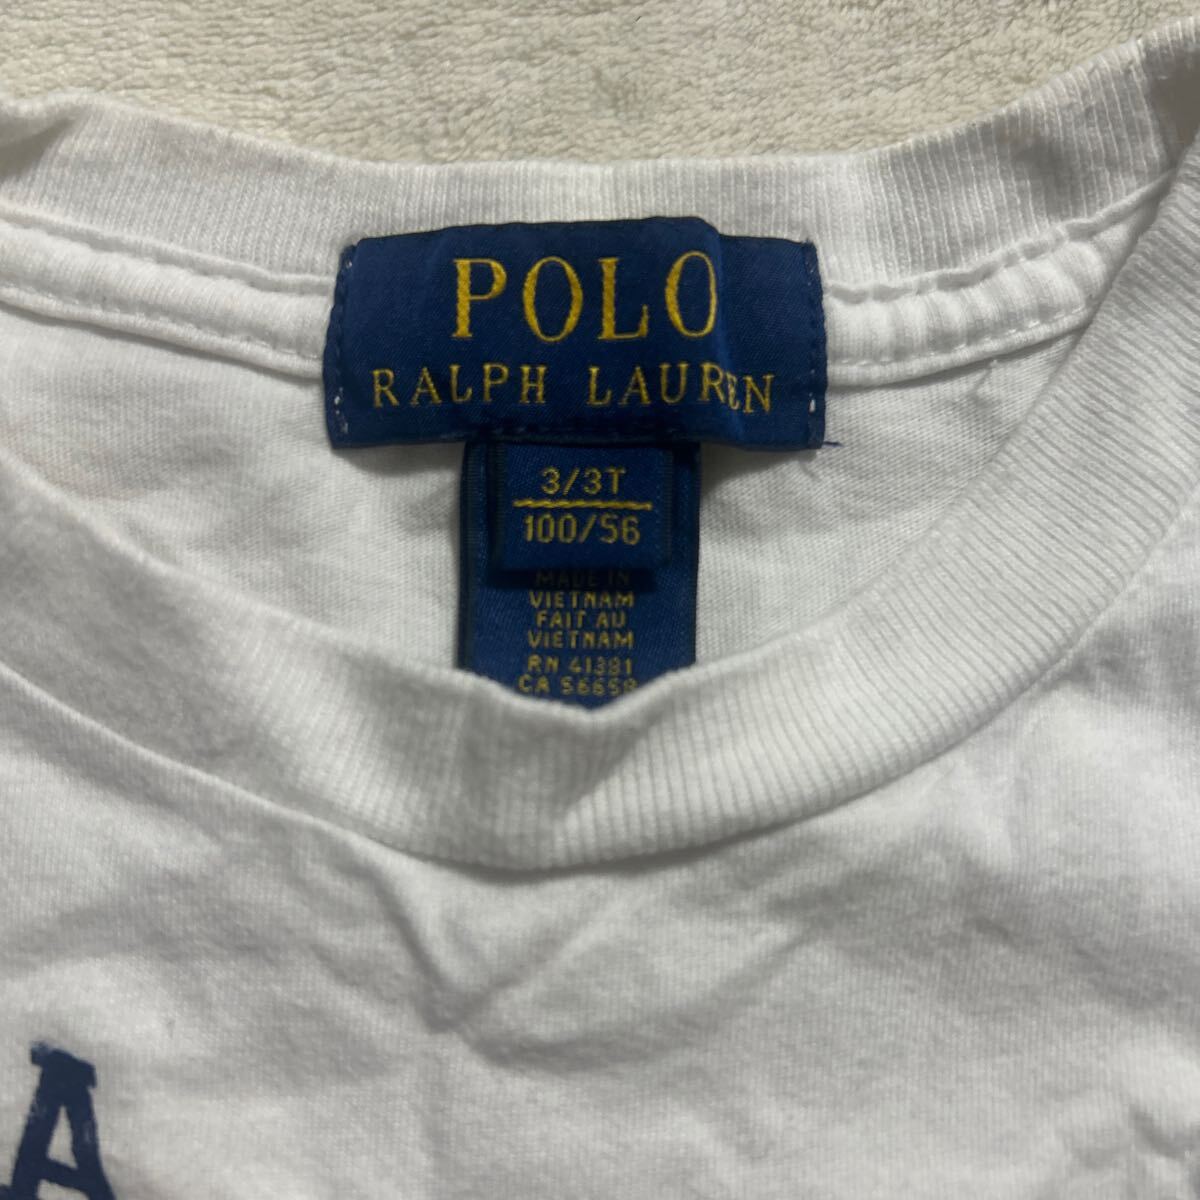 POLO
RALPH LAUREN
3/3T
100/56
MADE IN
VIETNAM
FAIT AU
VIETNAM
RN 41381
CA 56658
A